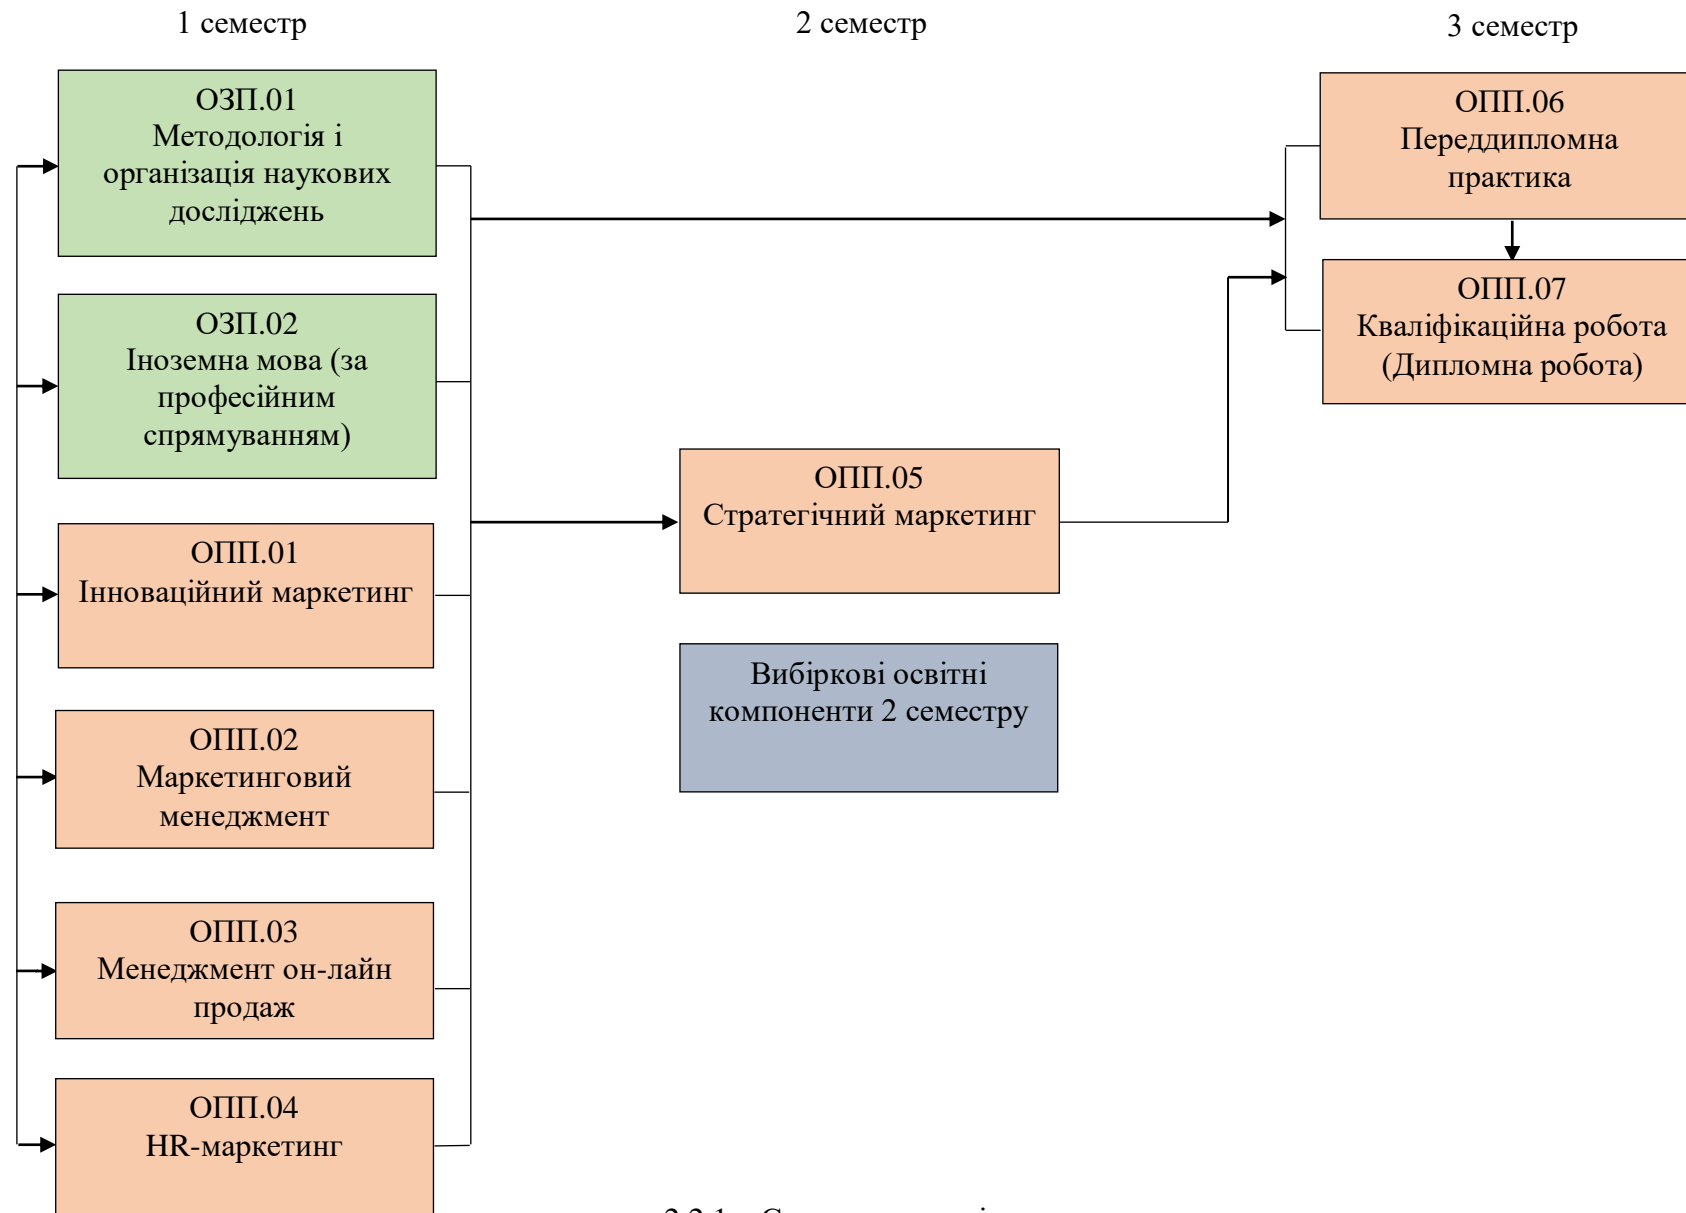 1 семестр
2 семестр
3 семестр
ОЗП.01
Методологія і
організація наукових
досліджень
ОЗП.02
Іноземна мова (за
професійним
спрямуванням)
ОПП.01
Інноваційний маркетинг
ОПП.02
Маркетинговий
менеджмент
ОПП.03
Менеджмент он-лайн
продаж
ОПП.04
HR-маркетинг
ОПП.05
Стратегічний маркетинг
Вибіркові освітні
компоненти 2 семестру
ОПП.06
Переддипломна
практика
ОПП.07
Кваліфікаційна робота
(Дипломна робота)